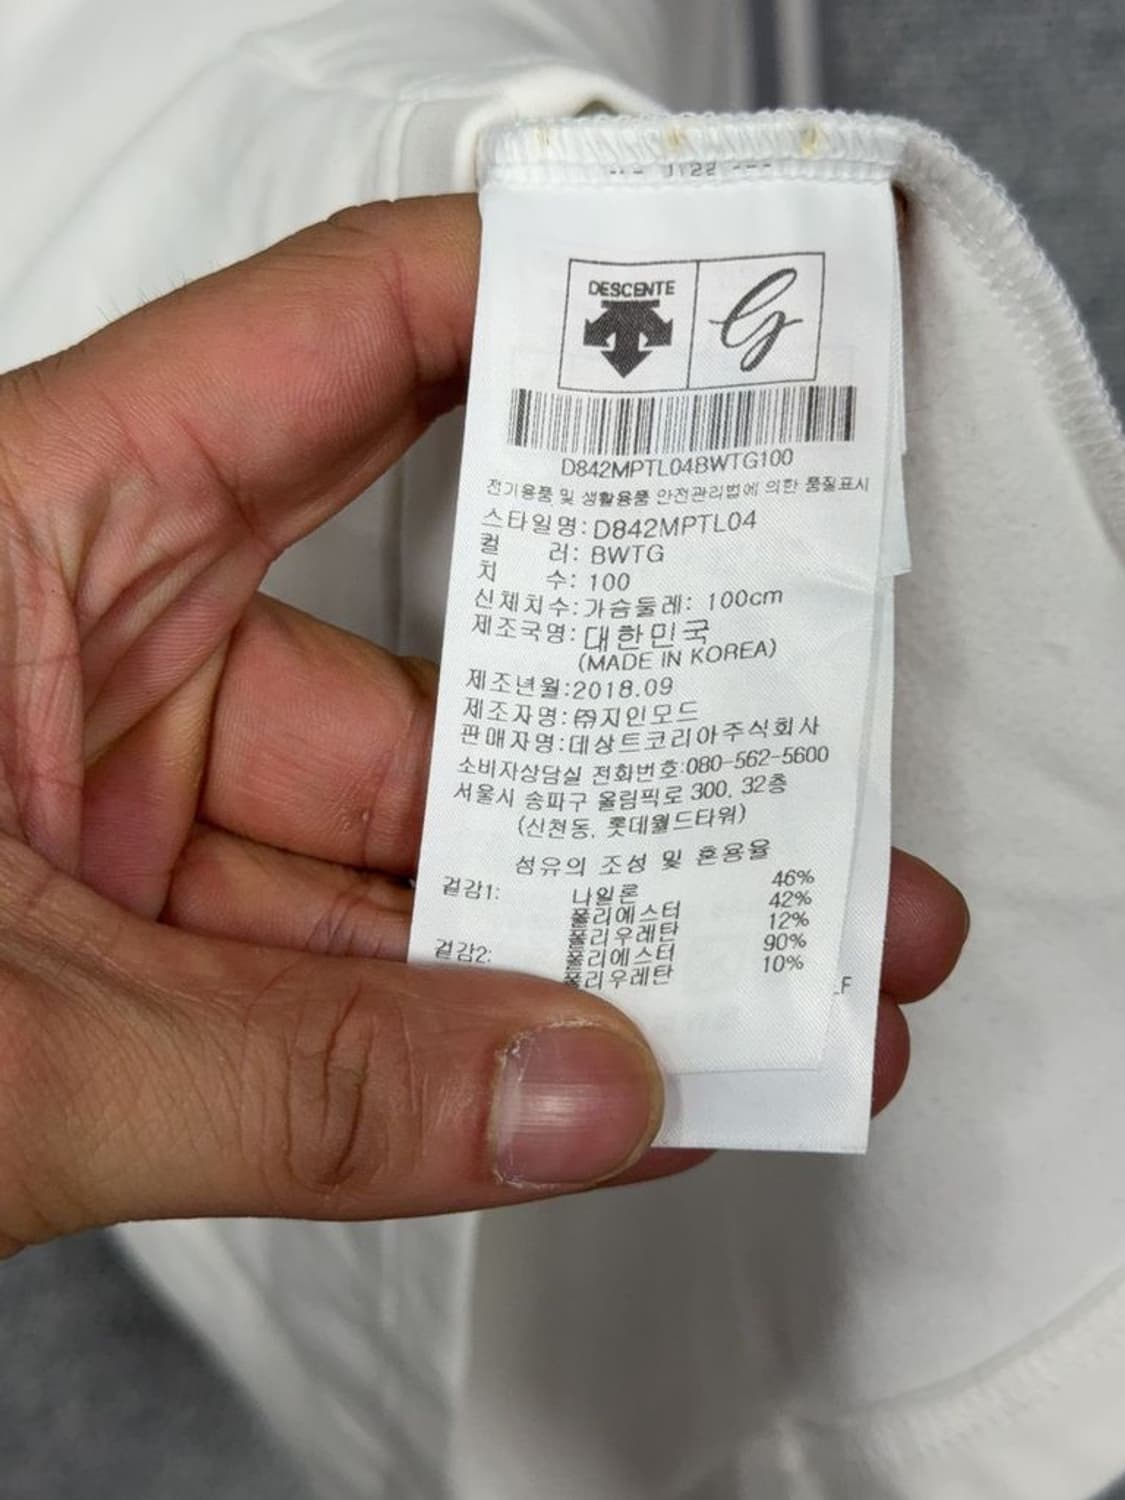 DESCENTE
G
D842MPTL04BWTG100
전기용품 및 생활용품 안전관리법에 의한 품질표시
스타일명: D842MPTL04
컬 러: BWTG
치 수: 100
신체치수: 가슴둘레: 100cm
제조국명: 대한민국
(MADE IN KOREA)
제조년월:2018.09
제조자명:㈜지인모드
판매자명:데상트코리아주식회사
소비자상담실 전화번호:080-562-5600
서울시 송파구 올림픽로 300, 32층
(신천동, 롯데월드타워)
섬유의 조성 및 혼용율
겉감1: 나일론 46%
폴리에스터 42%
폴리우레탄 12%
겉감2: 폴리에스터 90%
폴리우레탄 10%